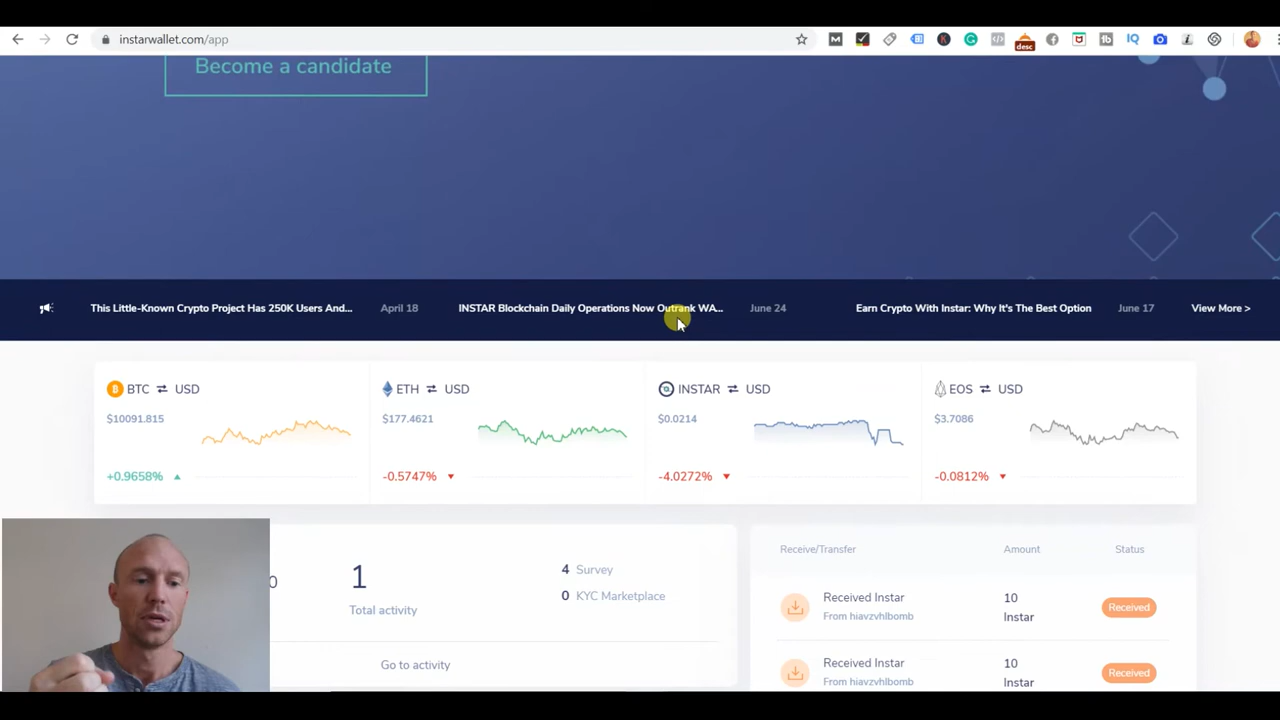 instarwallet.com/app
desc
Become a candidate
This Little-Known Crypto Project Has 250K Users And... April 18 INSTAR Blockchain Daily Operations Now Outrank WA... June 24 Earn Crypto With Instar: Why It's The Best Option June 17 View More >
BTC ⇄ USD ETH ⇄ USD INSTAR ⇄ USD EOS ⇄ USD
$10091.815 $177.4621 $0.0214 $3.7086
+0.9658% -0.5747% -4.0272% -0.0812%
Receive/Transfer Amount Status
0 1 4 Survey
Total activity 0 KYC Marketplace
Received Instar 10 Received
From hiavzvhlbomb Instar
Go to activity
Received Instar 10 Received
From hiavzvhlbomb Instar